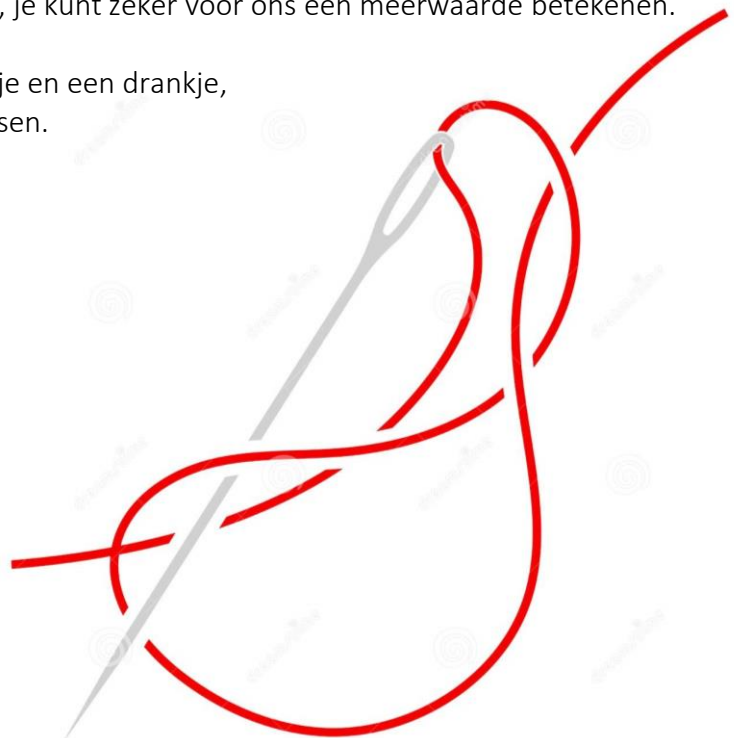 , je kunt zeker voor ons een meerwaarde betekenen.
je en een drankje,
sen.